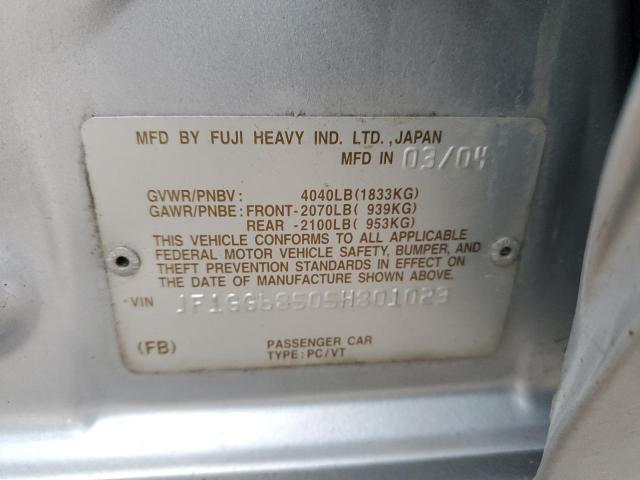 MFD BY FUJI HEAVY IND. LTD.,JAPAN
MFD IN 03/04
GVWR/PNBV: 4040LB(1833KG)
GAWR/PNBE: FRONT-2070LB( 939KG)
REAR -2100LB( 953KG)
THIS VEHICLE CONFORMS TO ALL APPLICABLE
FEDERAL MOTOR VEHICLE SAFETY, BUMPER, AND
THEFT PREVENTION STANDARDS IN EFFECT ON
THE DATE OF MANUFACTURE SHOWN ABOVE.
VIN
(FB) PASSENGER CAR
TYPE:PC/VT